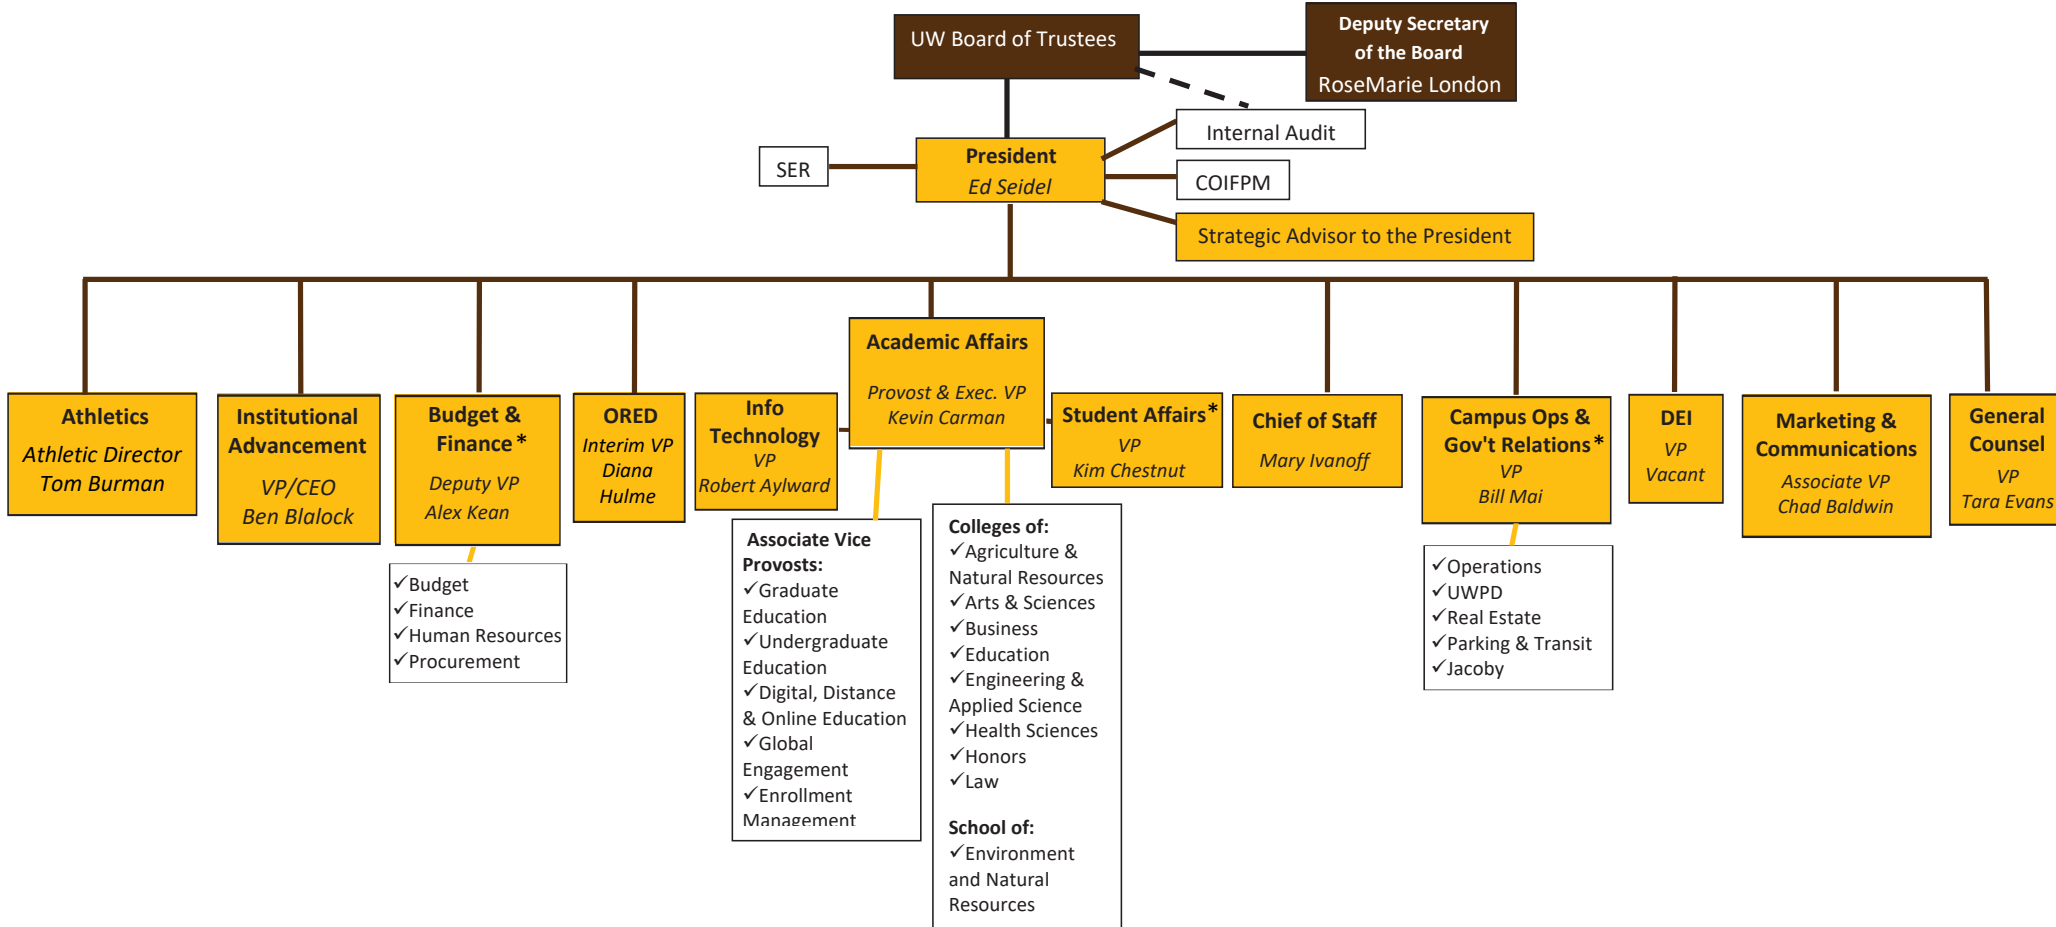 UW Board of Trustees
Deputy Secretary
of the Board
RoseMarie London
Internal Audit
SER
President
Ed Seidel
COIFPM
Strategic Advisor to the President
Athletics
Athletic Director
Tom Burman
Institutional
Advancement
VP/CEO
Ben Blalock
Budget &
Finance*
Deputy VP
Alex Kean
✓Budget
✓Finance
✓Human Resources
✓Procurement
ORED
Interim VP
Diana
Hulme
Info
Technology
VP
Robert Aylward
Academic Affairs
Provost & Exec. VP
Kevin Carman
Associate Vice
Provosts:
✓Graduate
Education
✓Undergraduate
Education
✓Digital, Distance
& Online Education
✓Global
Engagement
✓Enrollment
Management
Colleges of:
✓Agriculture &
Natural Resources
✓Arts & Sciences
✓Business
✓Education
✓Engineering &
Applied Science
✓Health Sciences
✓Honors
✓Law
School of:
✓Environment
and Natural
Resources
Student Affairs*
VP
Kim Chestnut
Chief of Staff
Mary Ivanoff
Campus Ops &
Gov't Relations*
VP
Bill Mai
✓Operations
✓UWPD
✓Real Estate
✓Parking & Transit
✓Jacoby
DEI
VP
Vacant
Marketing &
Communications
Associate VP
Chad Baldwin
General
Counsel
VP
Tara Evans